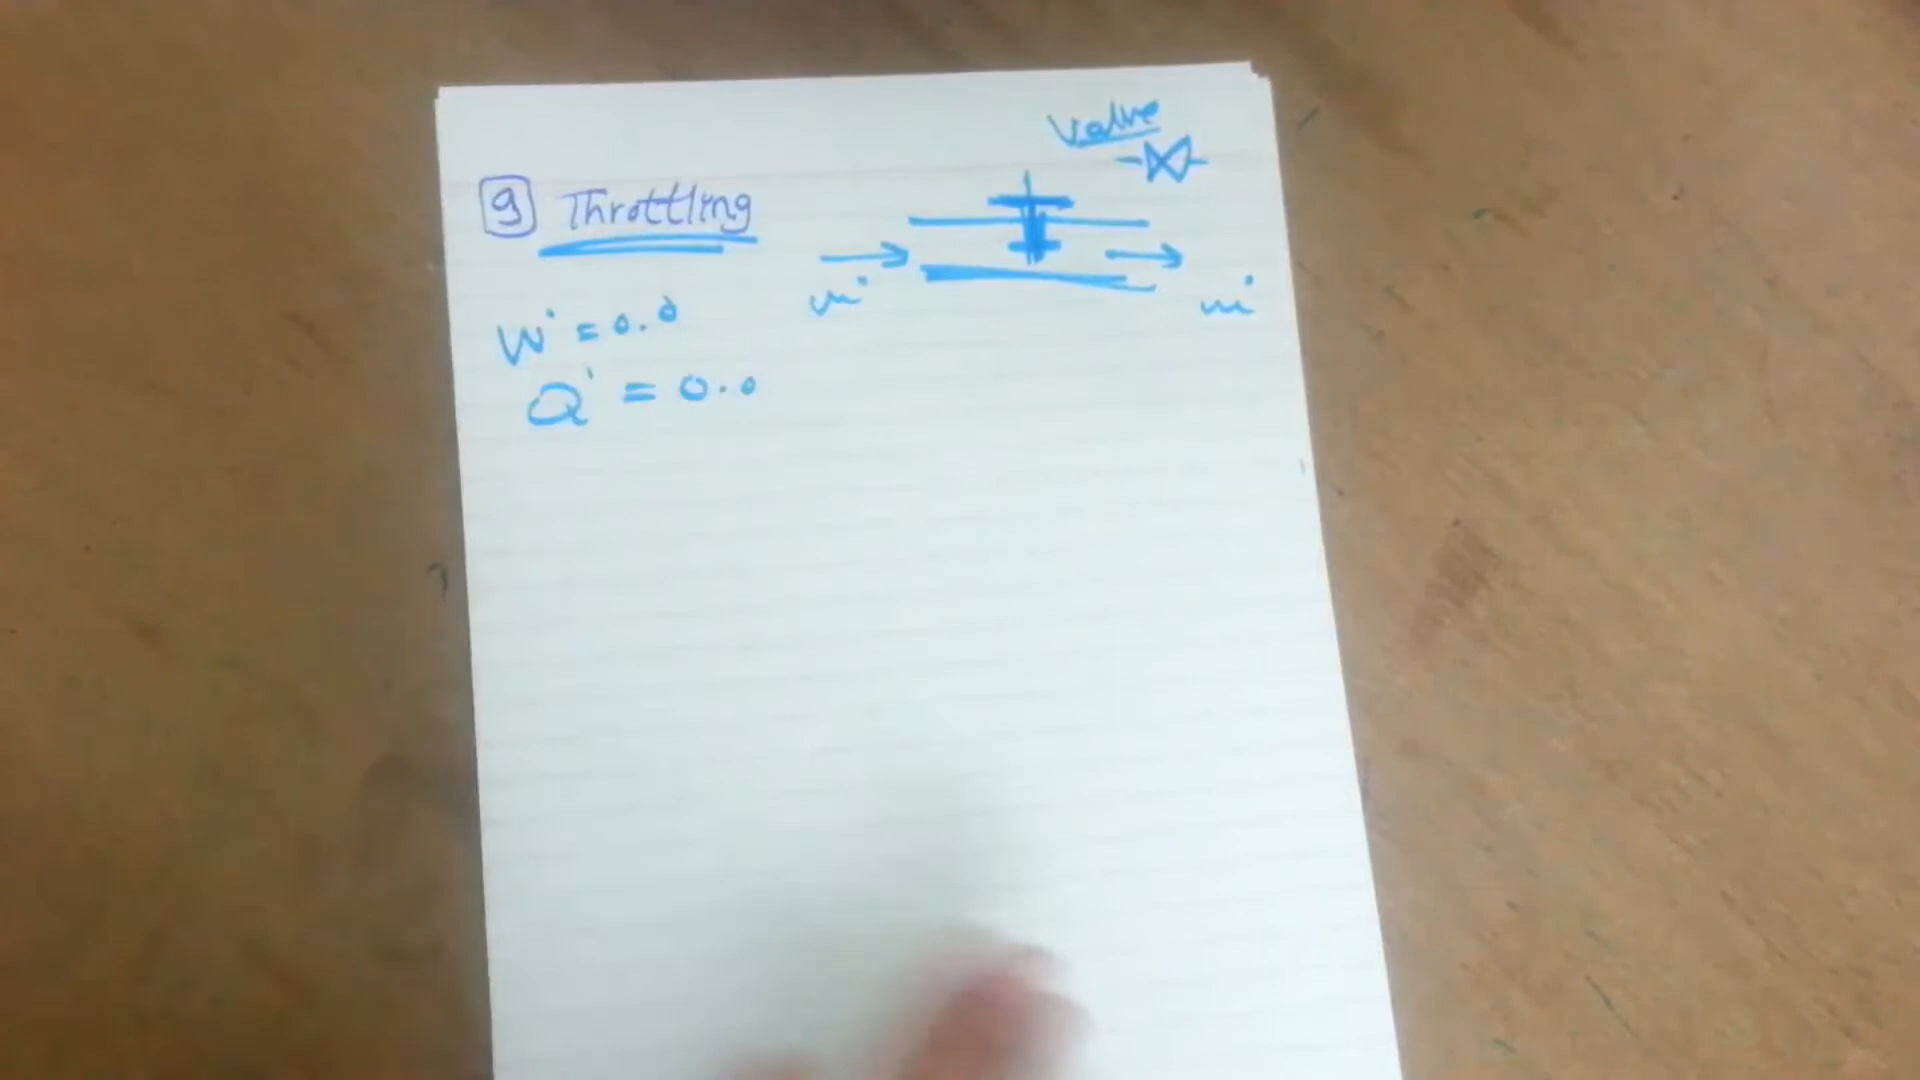 valve
9 Throttling
ṁ ṁ
Ẇ = 0.0
Q̇ = 0.0